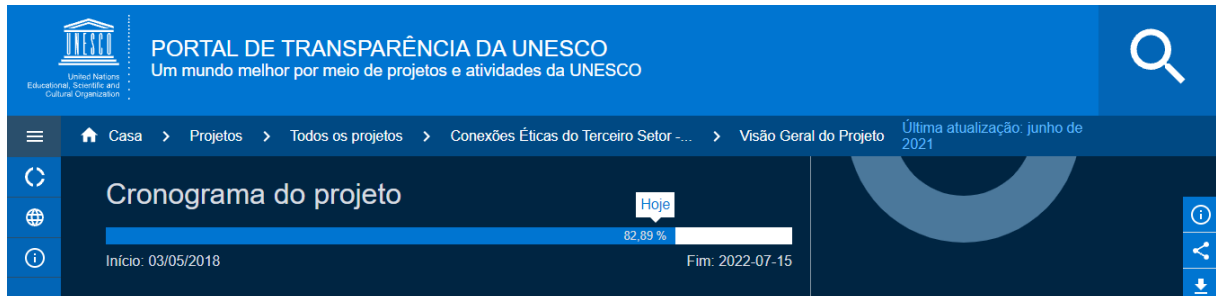 UNESCO
United Nations
Educational, Scientific and
Cultural Organization
PORTAL DE TRANSPARÊNCIA DA UNESCO
Um mundo melhor por meio de projetos e atividades da UNESCO
Casa > Projetos > Todos os projetos > Conexões Éticas do Terceiro Setor -... > Visão Geral do Projeto
Última atualização: junho de
2021
Cronograma do projeto
Hoje
82,89 %
Início: 03/05/2018
Fim: 2022-07-15